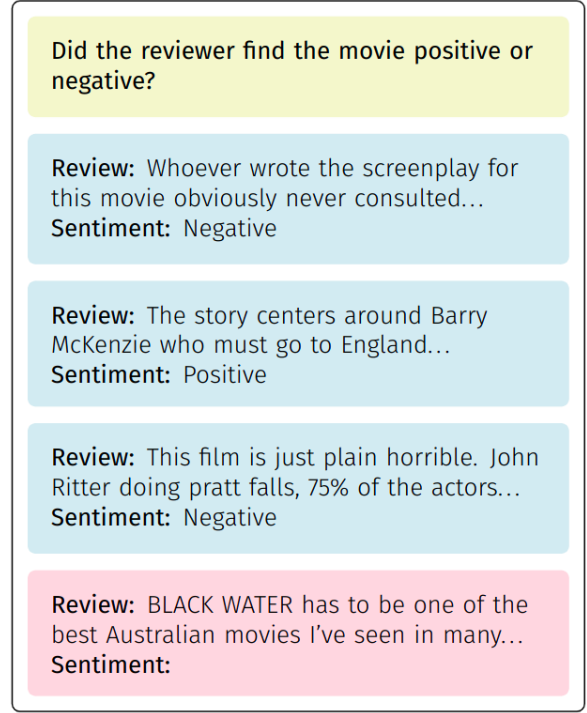 Did the reviewer find the movie positive or
negative?
Review: Whoever wrote the screenplay for
this movie obviously never consulted...
Sentiment: Negative
Review: The story centers around Barry
McKenzie who must go to England...
Sentiment: Positive
Review: This film is just plain horrible. John
Ritter doing pratt falls, 75% of the actors...
Sentiment: Negative
Review: BLACK WATER has to be one of the
best Australian movies I've seen in many...
Sentiment: